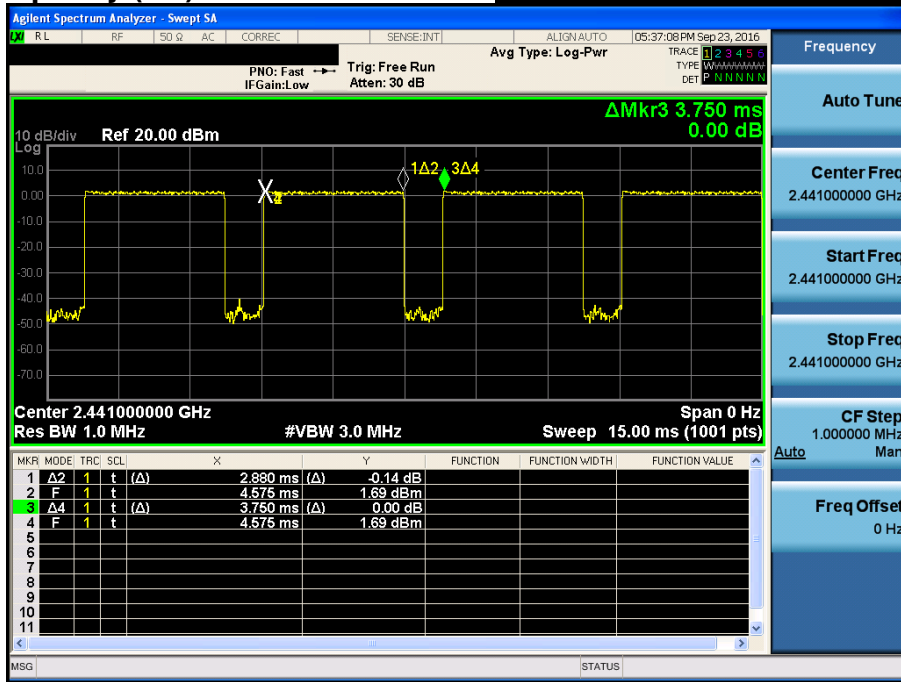 Agilent Spectrum Analyzer - Swept SA
LXI RL RF 50 Ω AC CORREC SENSE:INT ALIGNAUTO 05:37:08 PM Sep 23, 2016
Avg Type: Log-Pwr TRACE 1 2 3 4 5 6
PNO: Fast Trig: Free Run TYPE
IFGain:Low Atten: 30 dB DET P N N N N N
ΔMkr3 3.750 ms
10 dB/div Ref 20.00 dBm 0.00 dB
Log
10.0
0.00
-10.0
-20.0
-30.0
-40.0
-50.0
-60.0
-70.0
1Δ2 3Δ4
X
Center 2.441000000 GHz Span 0 Hz
Res BW 1.0 MHz #VBW 3.0 MHz Sweep 15.00 ms (1001 pts)
MKR MODE TRC SCL X Y FUNCTION FUNCTION WIDTH FUNCTION VALUE
1 Δ2 1 t (Δ) 2.880 ms (Δ) -0.14 dB
2 F 1 t 4.575 ms 1.69 dBm
3 Δ4 1 t (Δ) 3.750 ms (Δ) 0.00 dB
4 F 1 t 4.575 ms 1.69 dBm
5
6
7
8
9
10
11
MSG STATUS
Frequency
Auto Tune
Center Freq
2.441000000 GHz
Start Freq
2.441000000 GHz
Stop Freq
2.441000000 GHz
CF Step
1.000000 MHz
Auto Man
Freq Offset
0 Hz